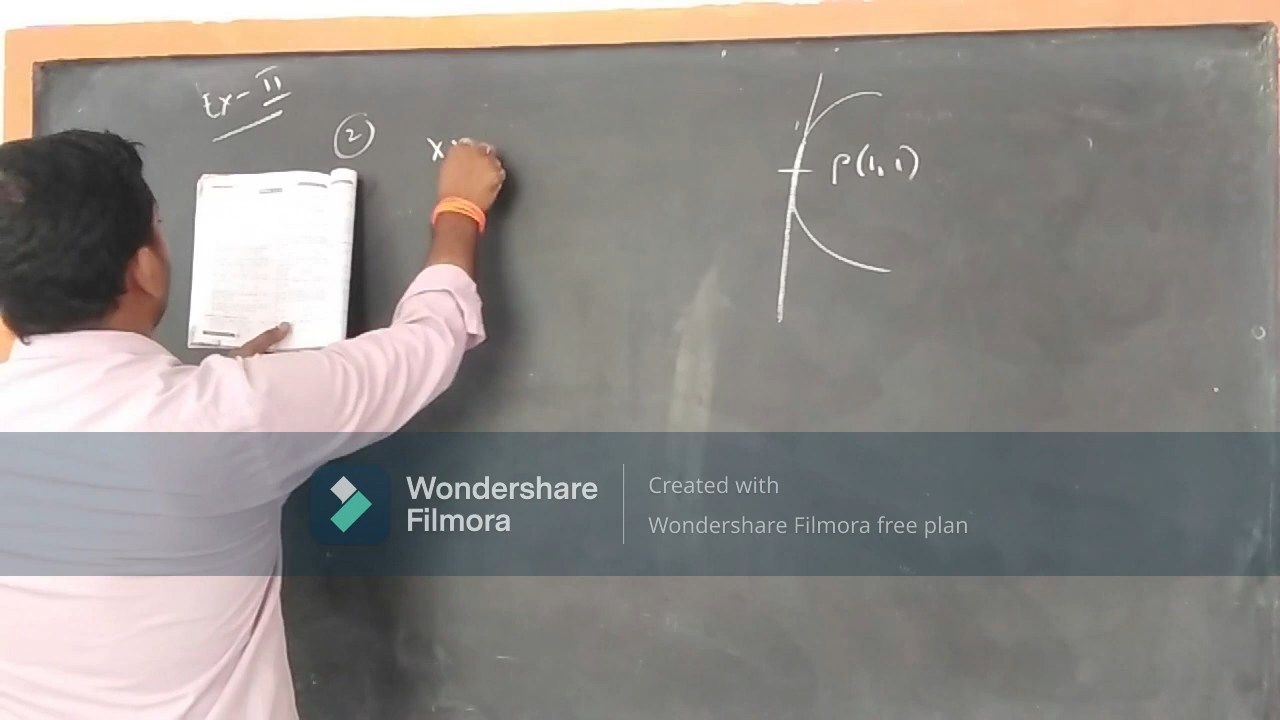 Ex- II
2
x
P(1, 1)
Wondershare
Filmora
Created with
Wondershare Filmora free plan